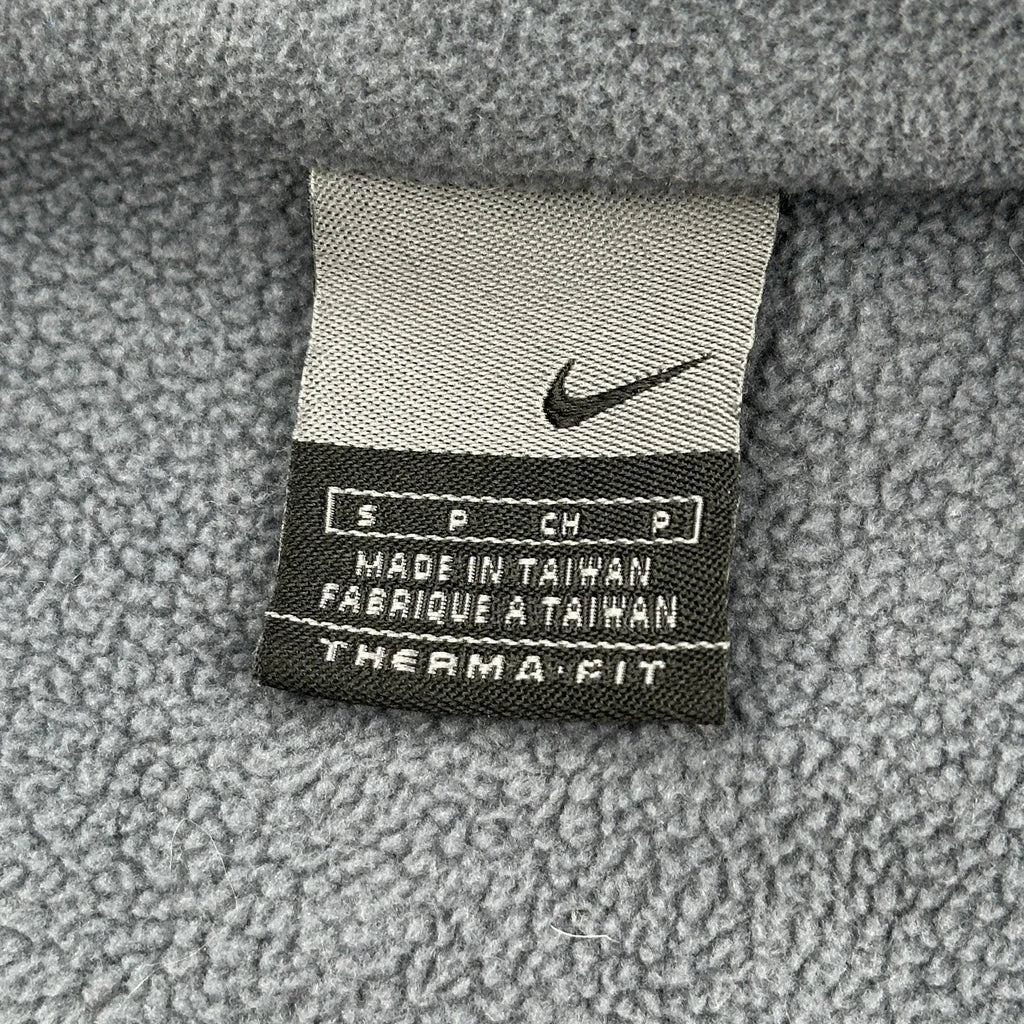 S P CH P
MADE IN TAIWAN
FABRIQUE A TAIWAN
THERMA·FIT